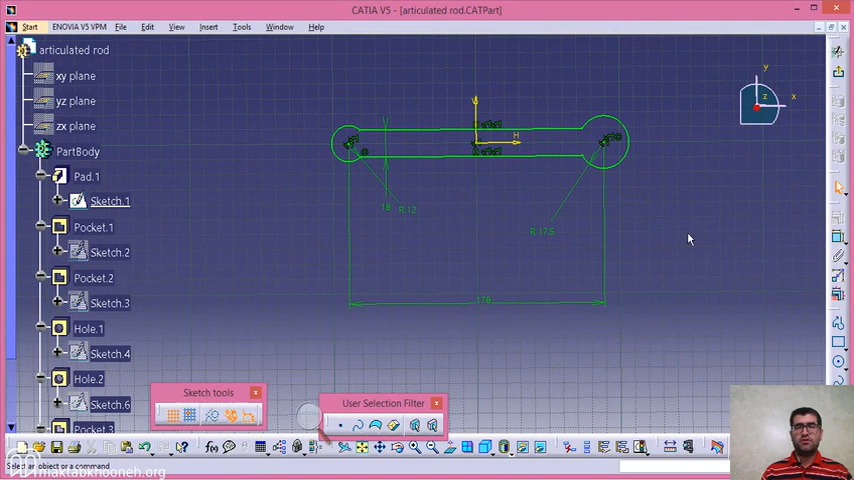 CATIA V5 - [articulated rod.CATPart]
Start ENOVIA V5 VPM File Edit View Insert Tools Window Help
articulated rod
xy plane
yz plane
zx plane
PartBody
Pad.1
Sketch.1
Pocket.1
Sketch.2
Pocket.2
Sketch.3
Hole.1
Sketch.4
Hole.2
Sketch.6
Pocket.3
V
H
18
R 12
R 17.5
178
y
z
x
Sketch tools
User Selection Filter
Select an object or a command
maktabkhooneh.org